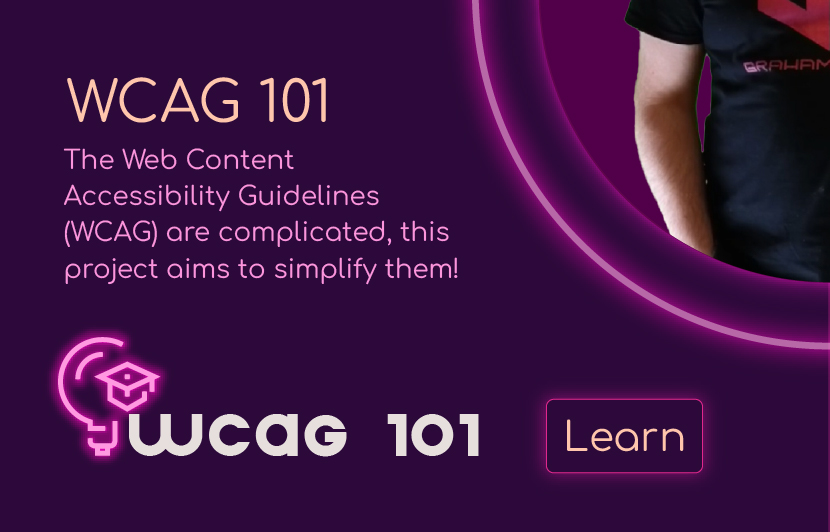 WCAG 101
The Web Content
Accessibility Guidelines
(WCAG) are complicated, this
project aims to simplify them!
WCAG 101
Learn
GRAHAM